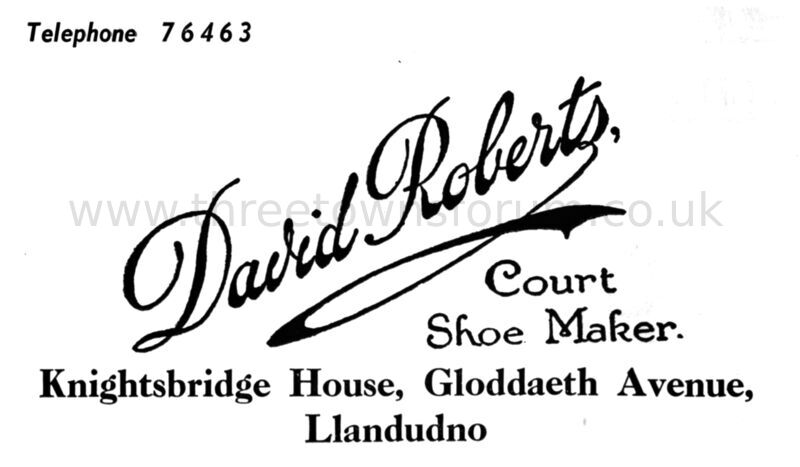 Telephone 76463
David Roberts,
www.threetownsforum.co.uk
Court
Shoe Maker.
Knightsbridge House, Gloddaeth Avenue,
Llandudno